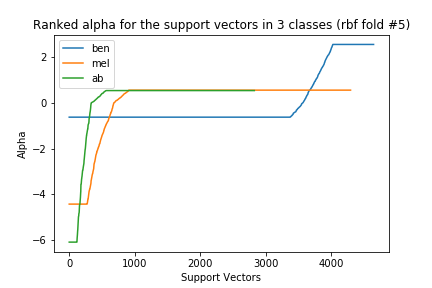 Ranked alpha for the support vectors in 3 classes (rbf fold #5)
ben
mel
ab
2
0
−2
−4
−6
Alpha
0 1000 2000 3000 4000
Support Vectors